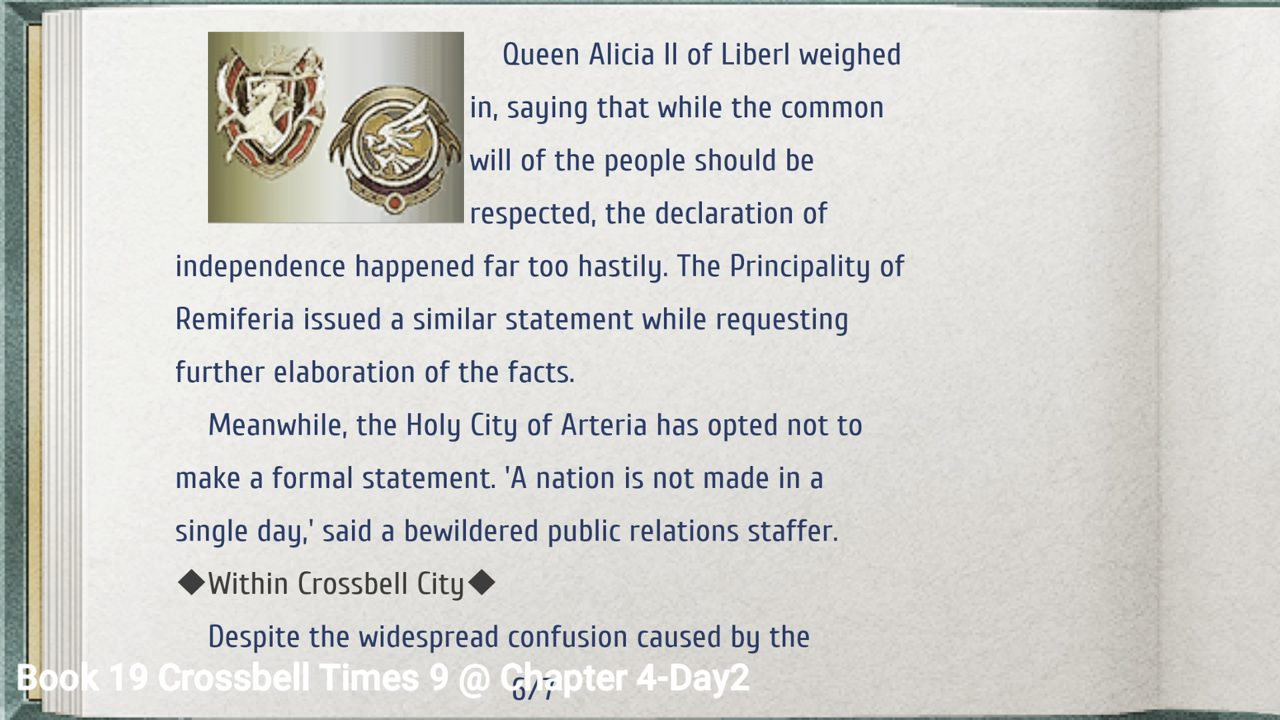 Queen Alicia II of Liberl weighed
in, saying that while the common
will of the people should be
respected, the declaration of
independence happened far too hastily. The Principality of
Remiferia issued a similar statement while requesting
further elaboration of the facts.
Meanwhile, the Holy City of Arteria has opted not to
make a formal statement. 'A nation is not made in a
single day,' said a bewildered public relations staffer.
◆Within Crossbell City◆
Despite the widespread confusion caused by the
Book 19 Crossbell Times 9 @ Chapter 4-Day2
6/7